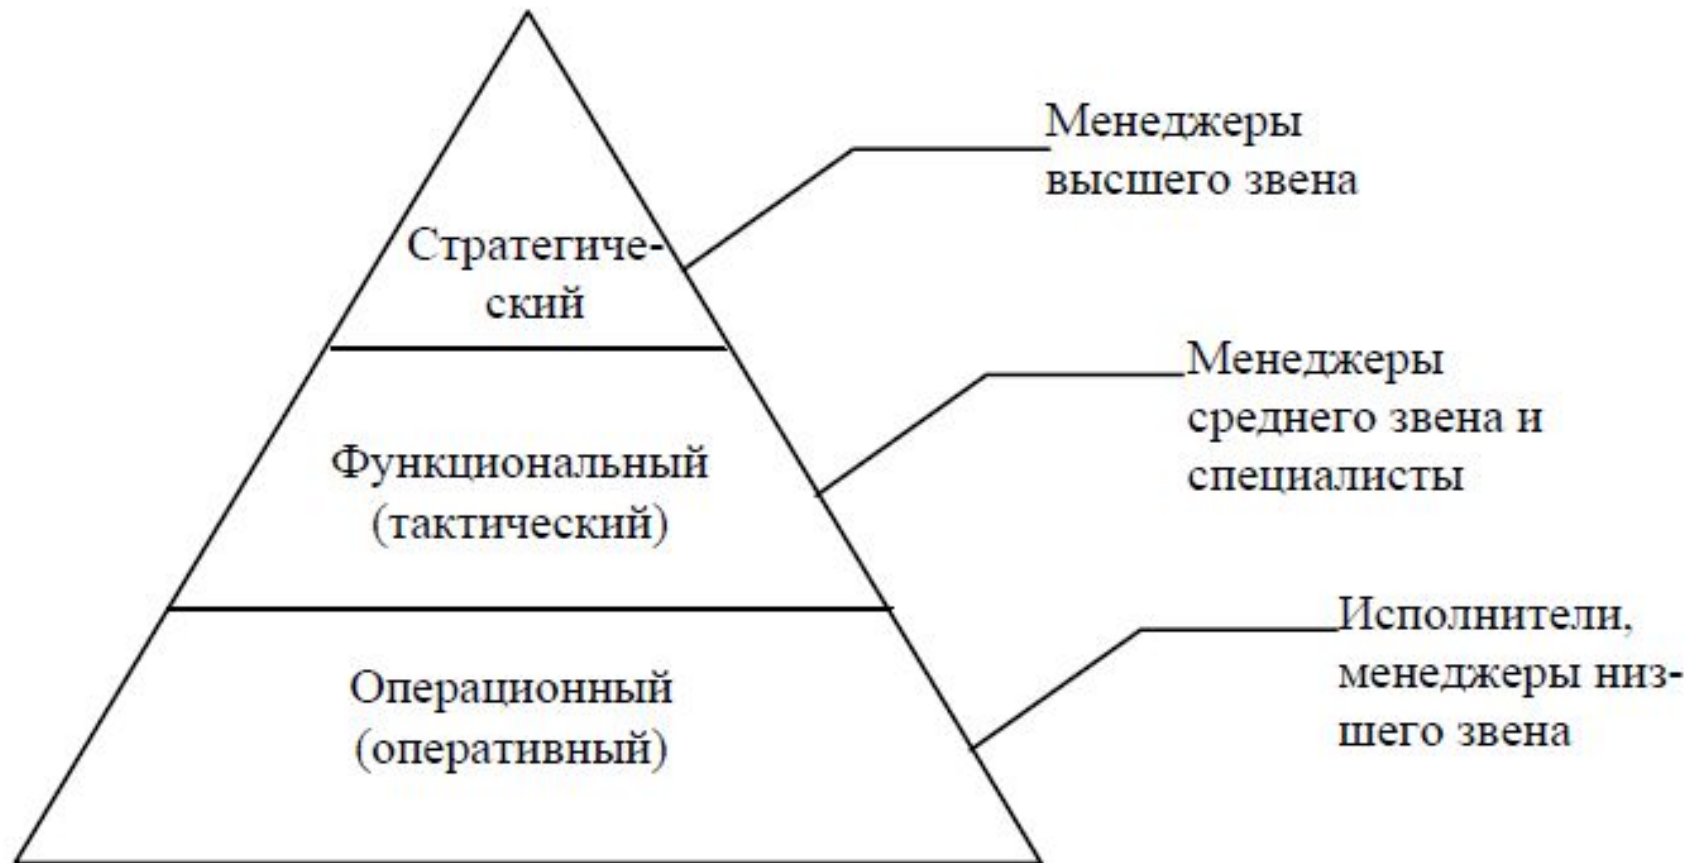 Менеджеры
высшего звена
Стратегиче-
ский
Менеджеры
среднего звена и
специалисты
Функциональный
(тактический)
Исполнители,
менеджеры низ-
шего звена
Операционный
(оперативный)